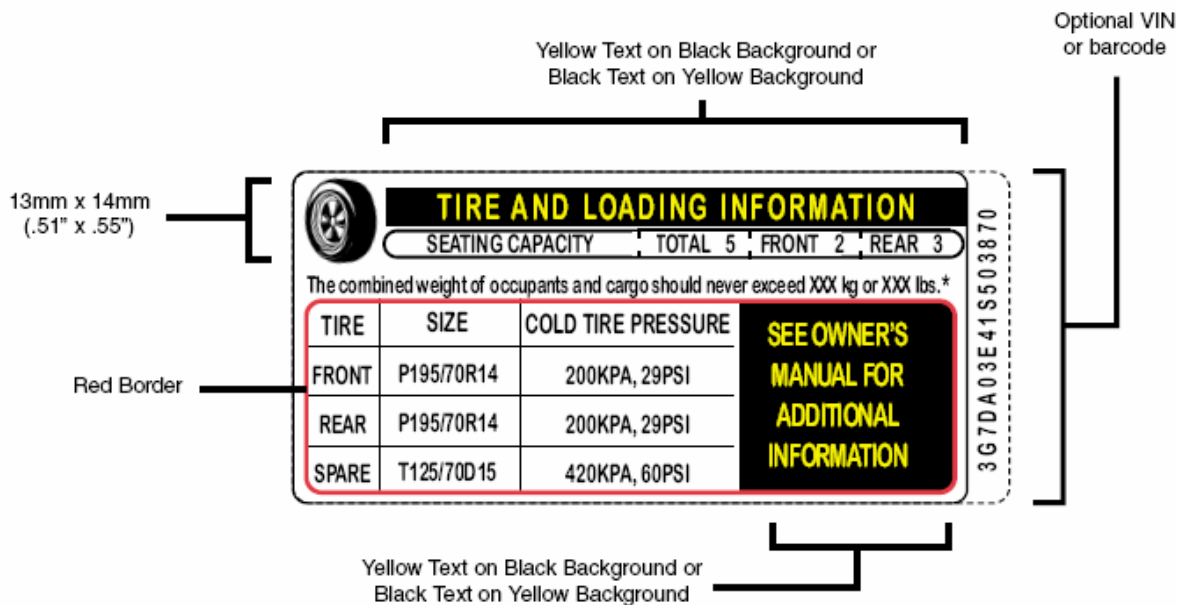 Optional VIN
or barcode
Yellow Text on Black Background or
Black Text on Yellow Background
13mm x 14mm
(.51" x .55")
TIRE AND LOADING INFORMATION
SEATING CAPACITY TOTAL 5 FRONT 2 REAR 3
The combined weight of occupants and cargo should never exceed XXX kg or XXX lbs.*
TIRE SIZE COLD TIRE PRESSURE
FRONT P195/70R14 200KPA, 29PSI
REAR P195/70R14 200KPA, 29PSI
SPARE T125/70D15 420KPA, 60PSI
SEE OWNER'S
MANUAL FOR
ADDITIONAL
INFORMATION
3G7DA03E41S503870
Red Border
Yellow Text on Black Background or
Black Text on Yellow Background